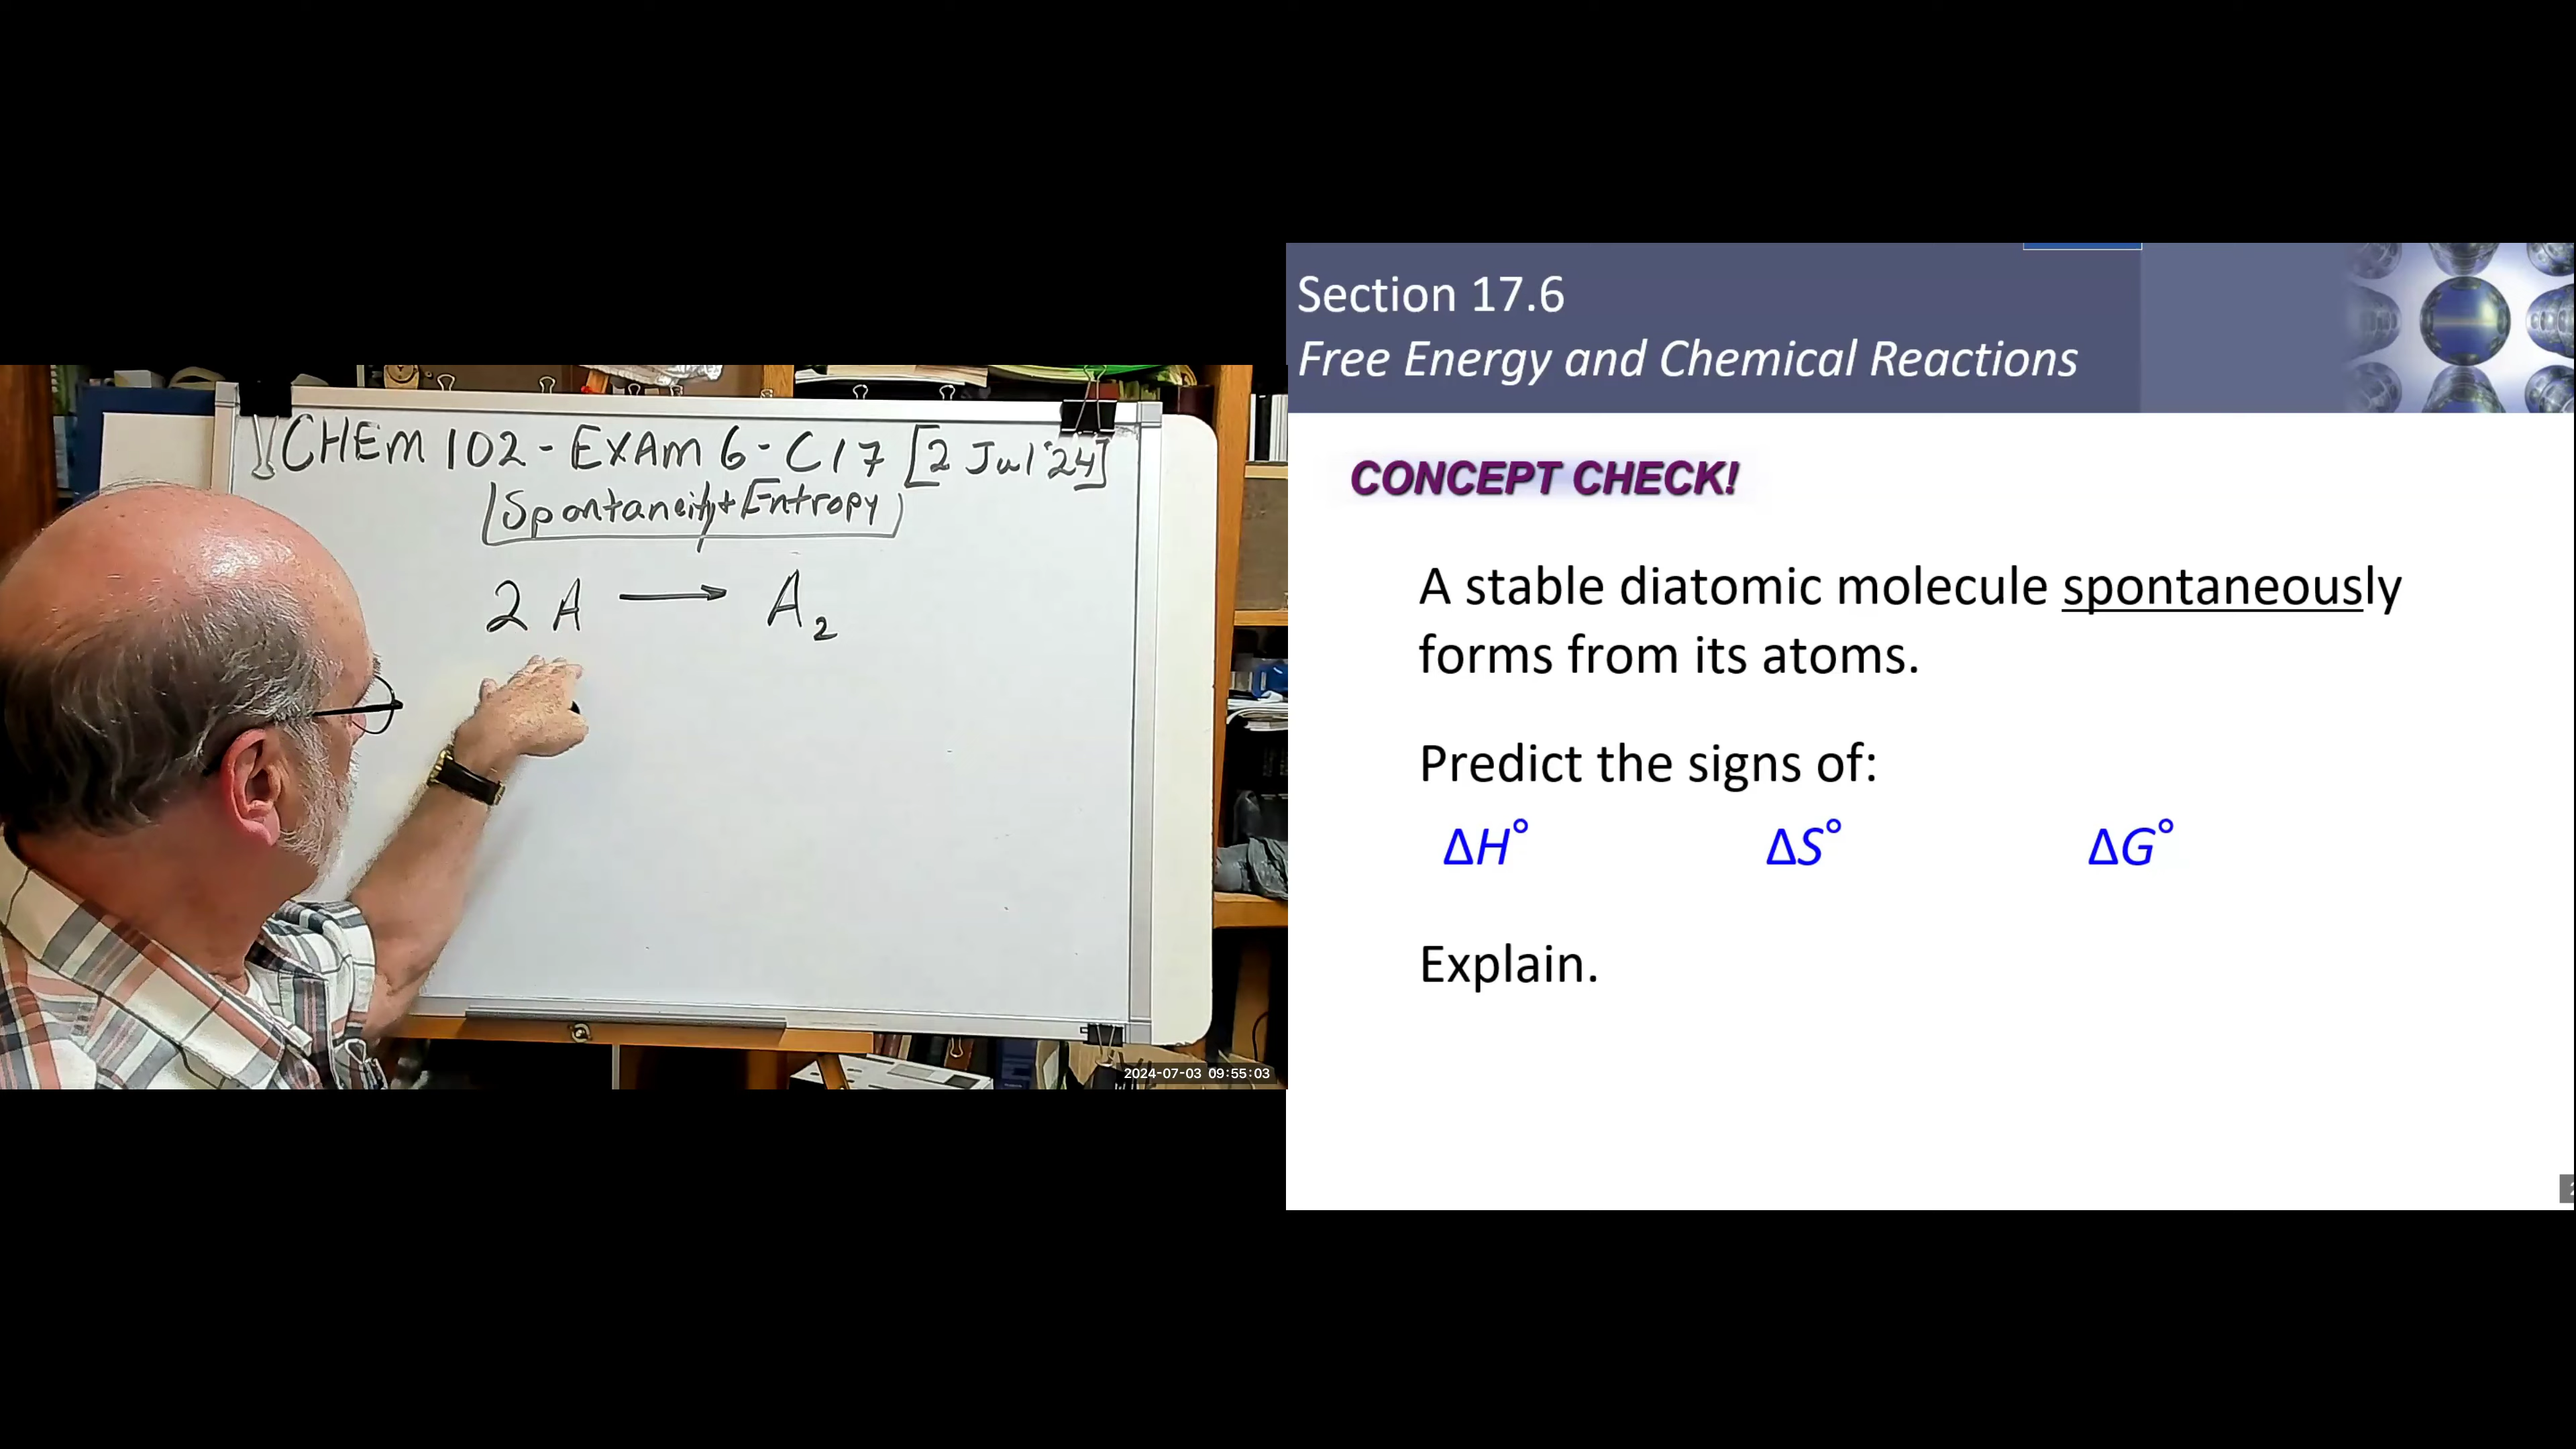 CHEM 102 - EXAM 6 - C17 [2 Jul '24]
Spontaneity + Entropy
2 A → A₂
2024-07-03 09:55:03
Section 17.6
Free Energy and Chemical Reactions
CONCEPT CHECK!
A stable diatomic molecule spontaneously
forms from its atoms.
Predict the signs of:
ΔH° ΔS° ΔG°
Explain.